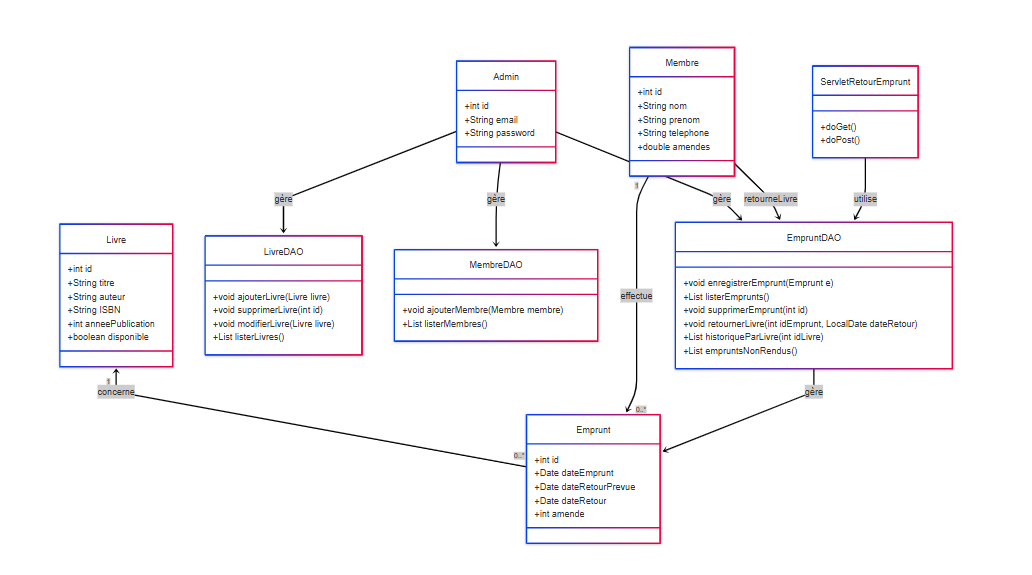 Admin
+int id
+String email
+String password
Membre
+int id
+String nom
+String prenom
+String telephone
+double amendes
ServletRetourEmprunt
+doGet()
+doPost()
gère
gère
1
gère
retourneLivre
utilise
Livre
+int id
+String titre
+String auteur
+String ISBN
+int anneePublication
+boolean disponible
LivreDAO
+void ajouterLivre(Livre livre)
+void supprimerLivre(int id)
+void modifierLivre(Livre livre)
+List listerLivres()
MembreDAO
+void ajouterMembre(Membre membre)
+List listerMembres()
EmpruntDAO
+void enregistrerEmprunt(Emprunt e)
+List listerEmprunts()
+void supprimerEmprunt(int id)
+void retournerLivre(int idEmprunt, LocalDate dateRetour)
+List historiqueParLivre(int idLivre)
+List empruntsNonRendus()
effectue
1
concerne
gère
0..*
0..*
Emprunt
+int id
+Date dateEmprunt
+Date dateRetourPrevue
+Date dateRetour
+int amende